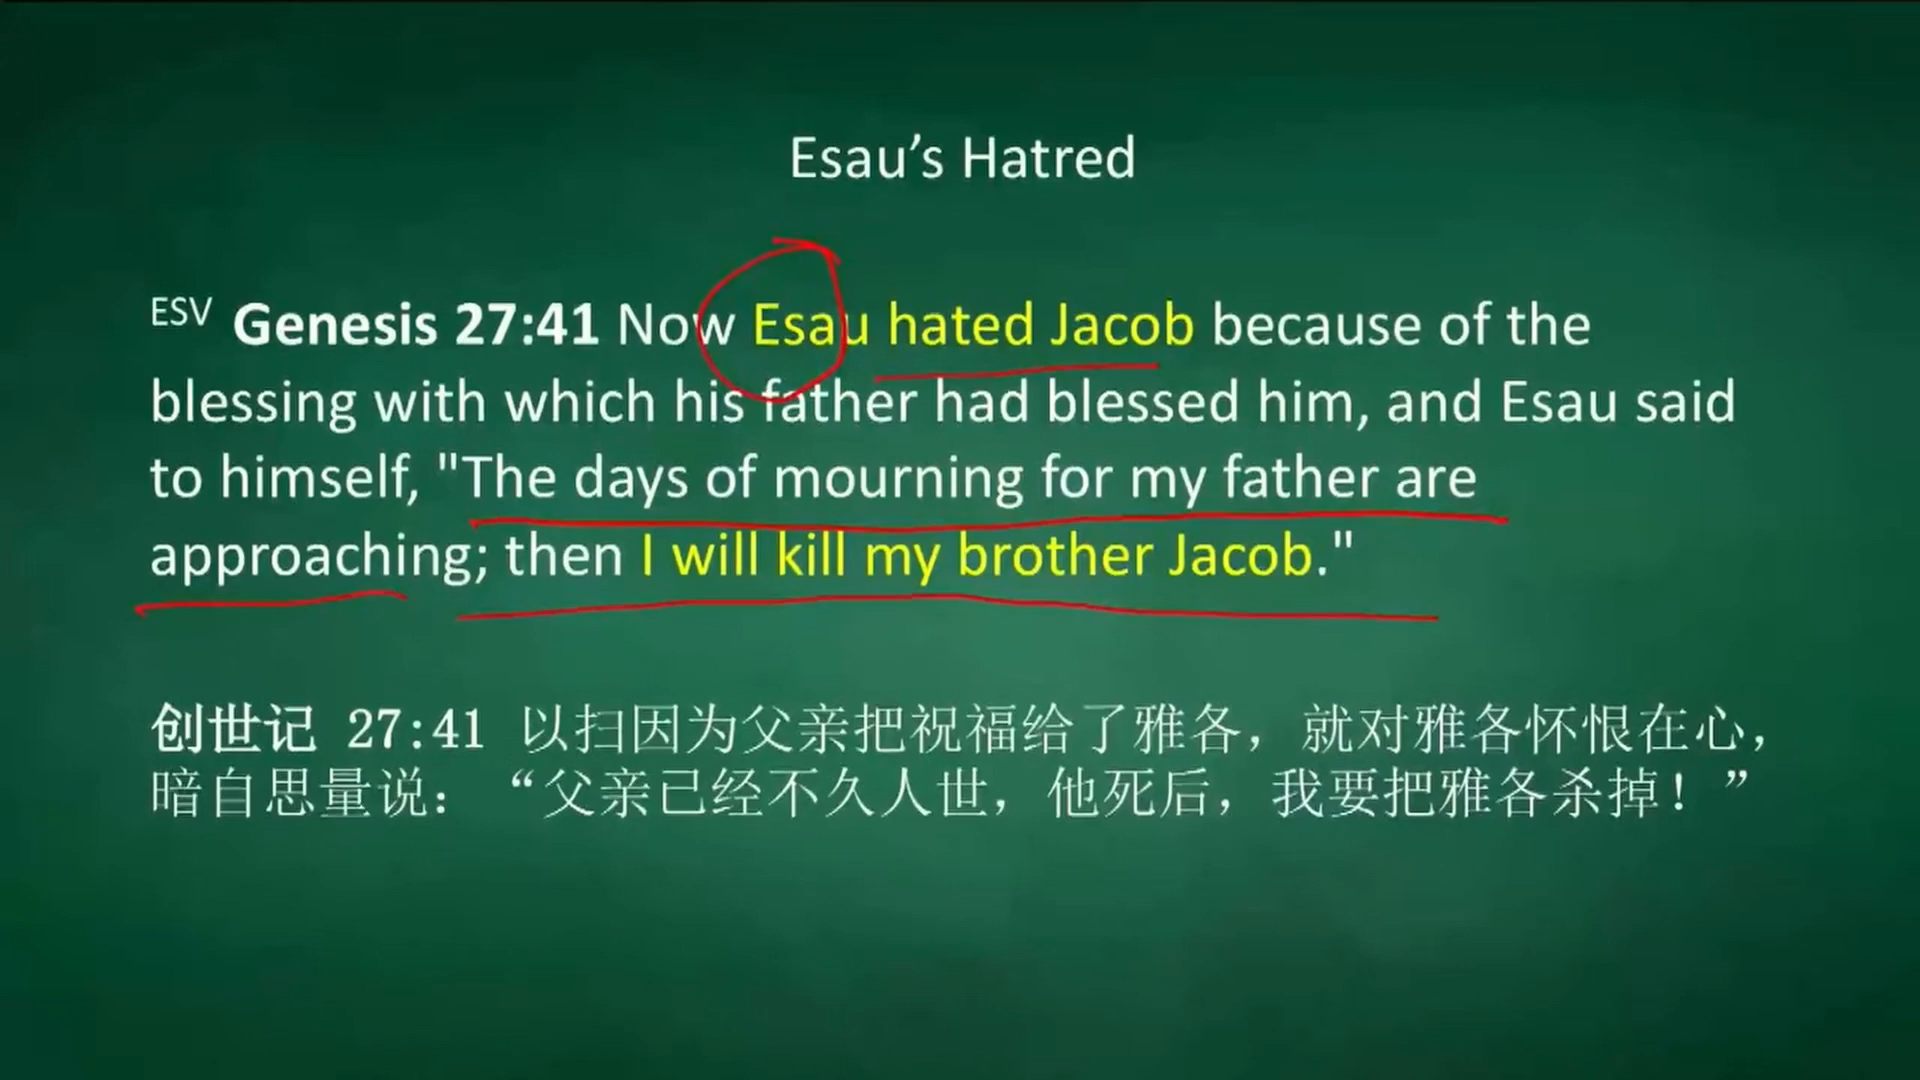 Esau’s Hatred
ESV Genesis 27:41 Now Esau hated Jacob because of the
blessing with which his father had blessed him, and Esau said
to himself, "The days of mourning for my father are
approaching; then I will kill my brother Jacob."
创世记 27:41 以扫因为父亲把祝福给了雅各，就对雅各怀恨在心，
暗自思量说：“父亲已经不久人世，他死后，我要把雅各杀掉！”